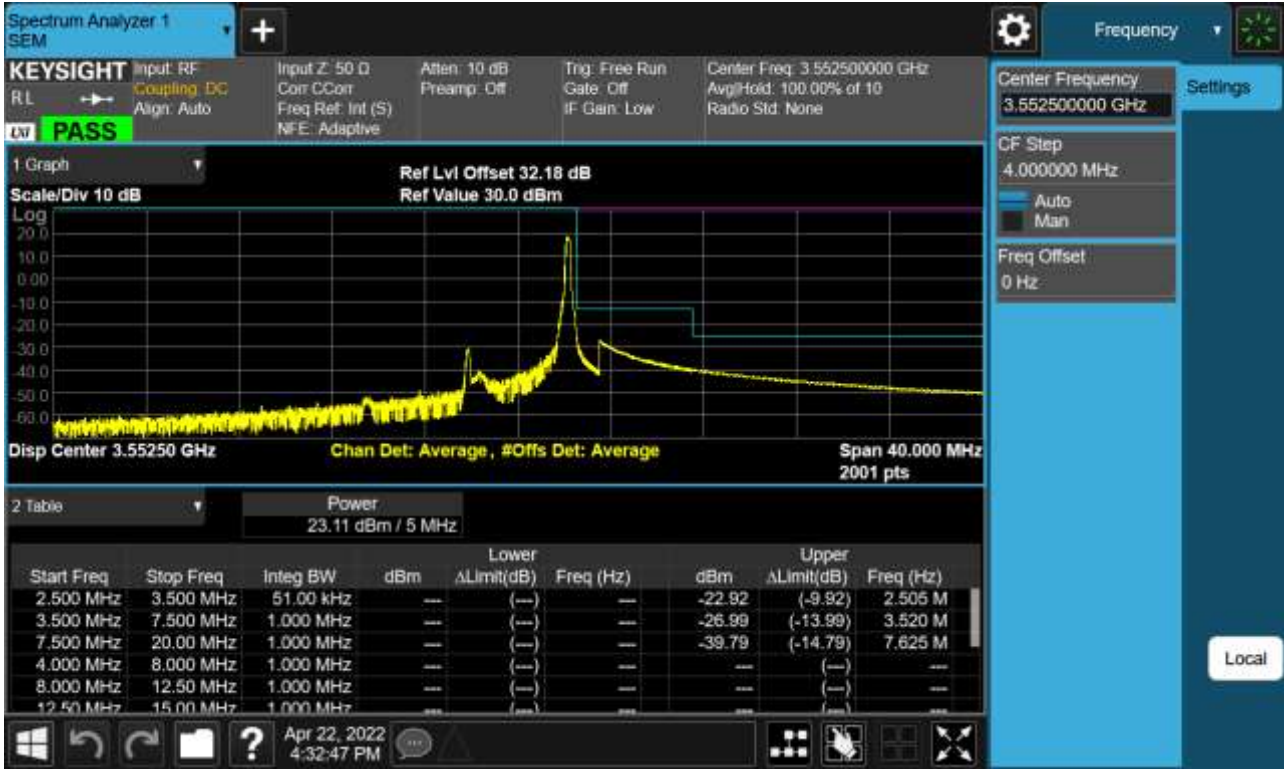 Spectrum Analyzer 1
SEM
+
Frequency
KEYSIGHT
RL
LXI
PASS
Input: RF
Coupling: DC
Align: Auto
Input Z: 50 Ω
Corr CCorr
Freq Ref: Int (S)
NFE: Adaptive
Atten: 10 dB
Preamp: Off
Trig: Free Run
Gate: Off
IF Gain: Low
Center Freq: 3.552500000 GHz
Avg|Hold: 100.00% of 10
Radio Std: None
Center Frequency
3.552500000 GHz
Settings
CF Step
4.000000 MHz
Auto
Man
Freq Offset
0 Hz
1 Graph
Scale/Div 10 dB
Ref Lvl Offset 32.18 dB
Ref Value 30.0 dBm
Log
20.0
10.0
0.00
-10.0
-20.0
-30.0
-40.0
-50.0
-60.0
Disp Center 3.55250 GHz
Chan Det: Average, #Offs Det: Average
Span 40.000 MHz
2001 pts
2 Table
Power
23.11 dBm / 5 MHz
Lower Upper
Start Freq Stop Freq Integ BW dBm ΔLimit(dB) Freq (Hz) dBm ΔLimit(dB) Freq (Hz)
2.500 MHz 3.500 MHz 51.00 kHz --- (---) --- -22.92 (-9.92) 2.505 M
3.500 MHz 7.500 MHz 1.000 MHz --- (---) --- -26.99 (-13.99) 3.520 M
7.500 MHz 20.00 MHz 1.000 MHz --- (---) --- -39.79 (-14.79) 7.625 M
4.000 MHz 8.000 MHz 1.000 MHz --- (---) --- --- (---) ---
8.000 MHz 12.50 MHz 1.000 MHz --- (---) --- --- (---) ---
12.50 MHz 15.00 MHz 1.000 MHz --- (---) --- --- (---) ---
Local
?
Apr 22, 2022
4:32:47 PM